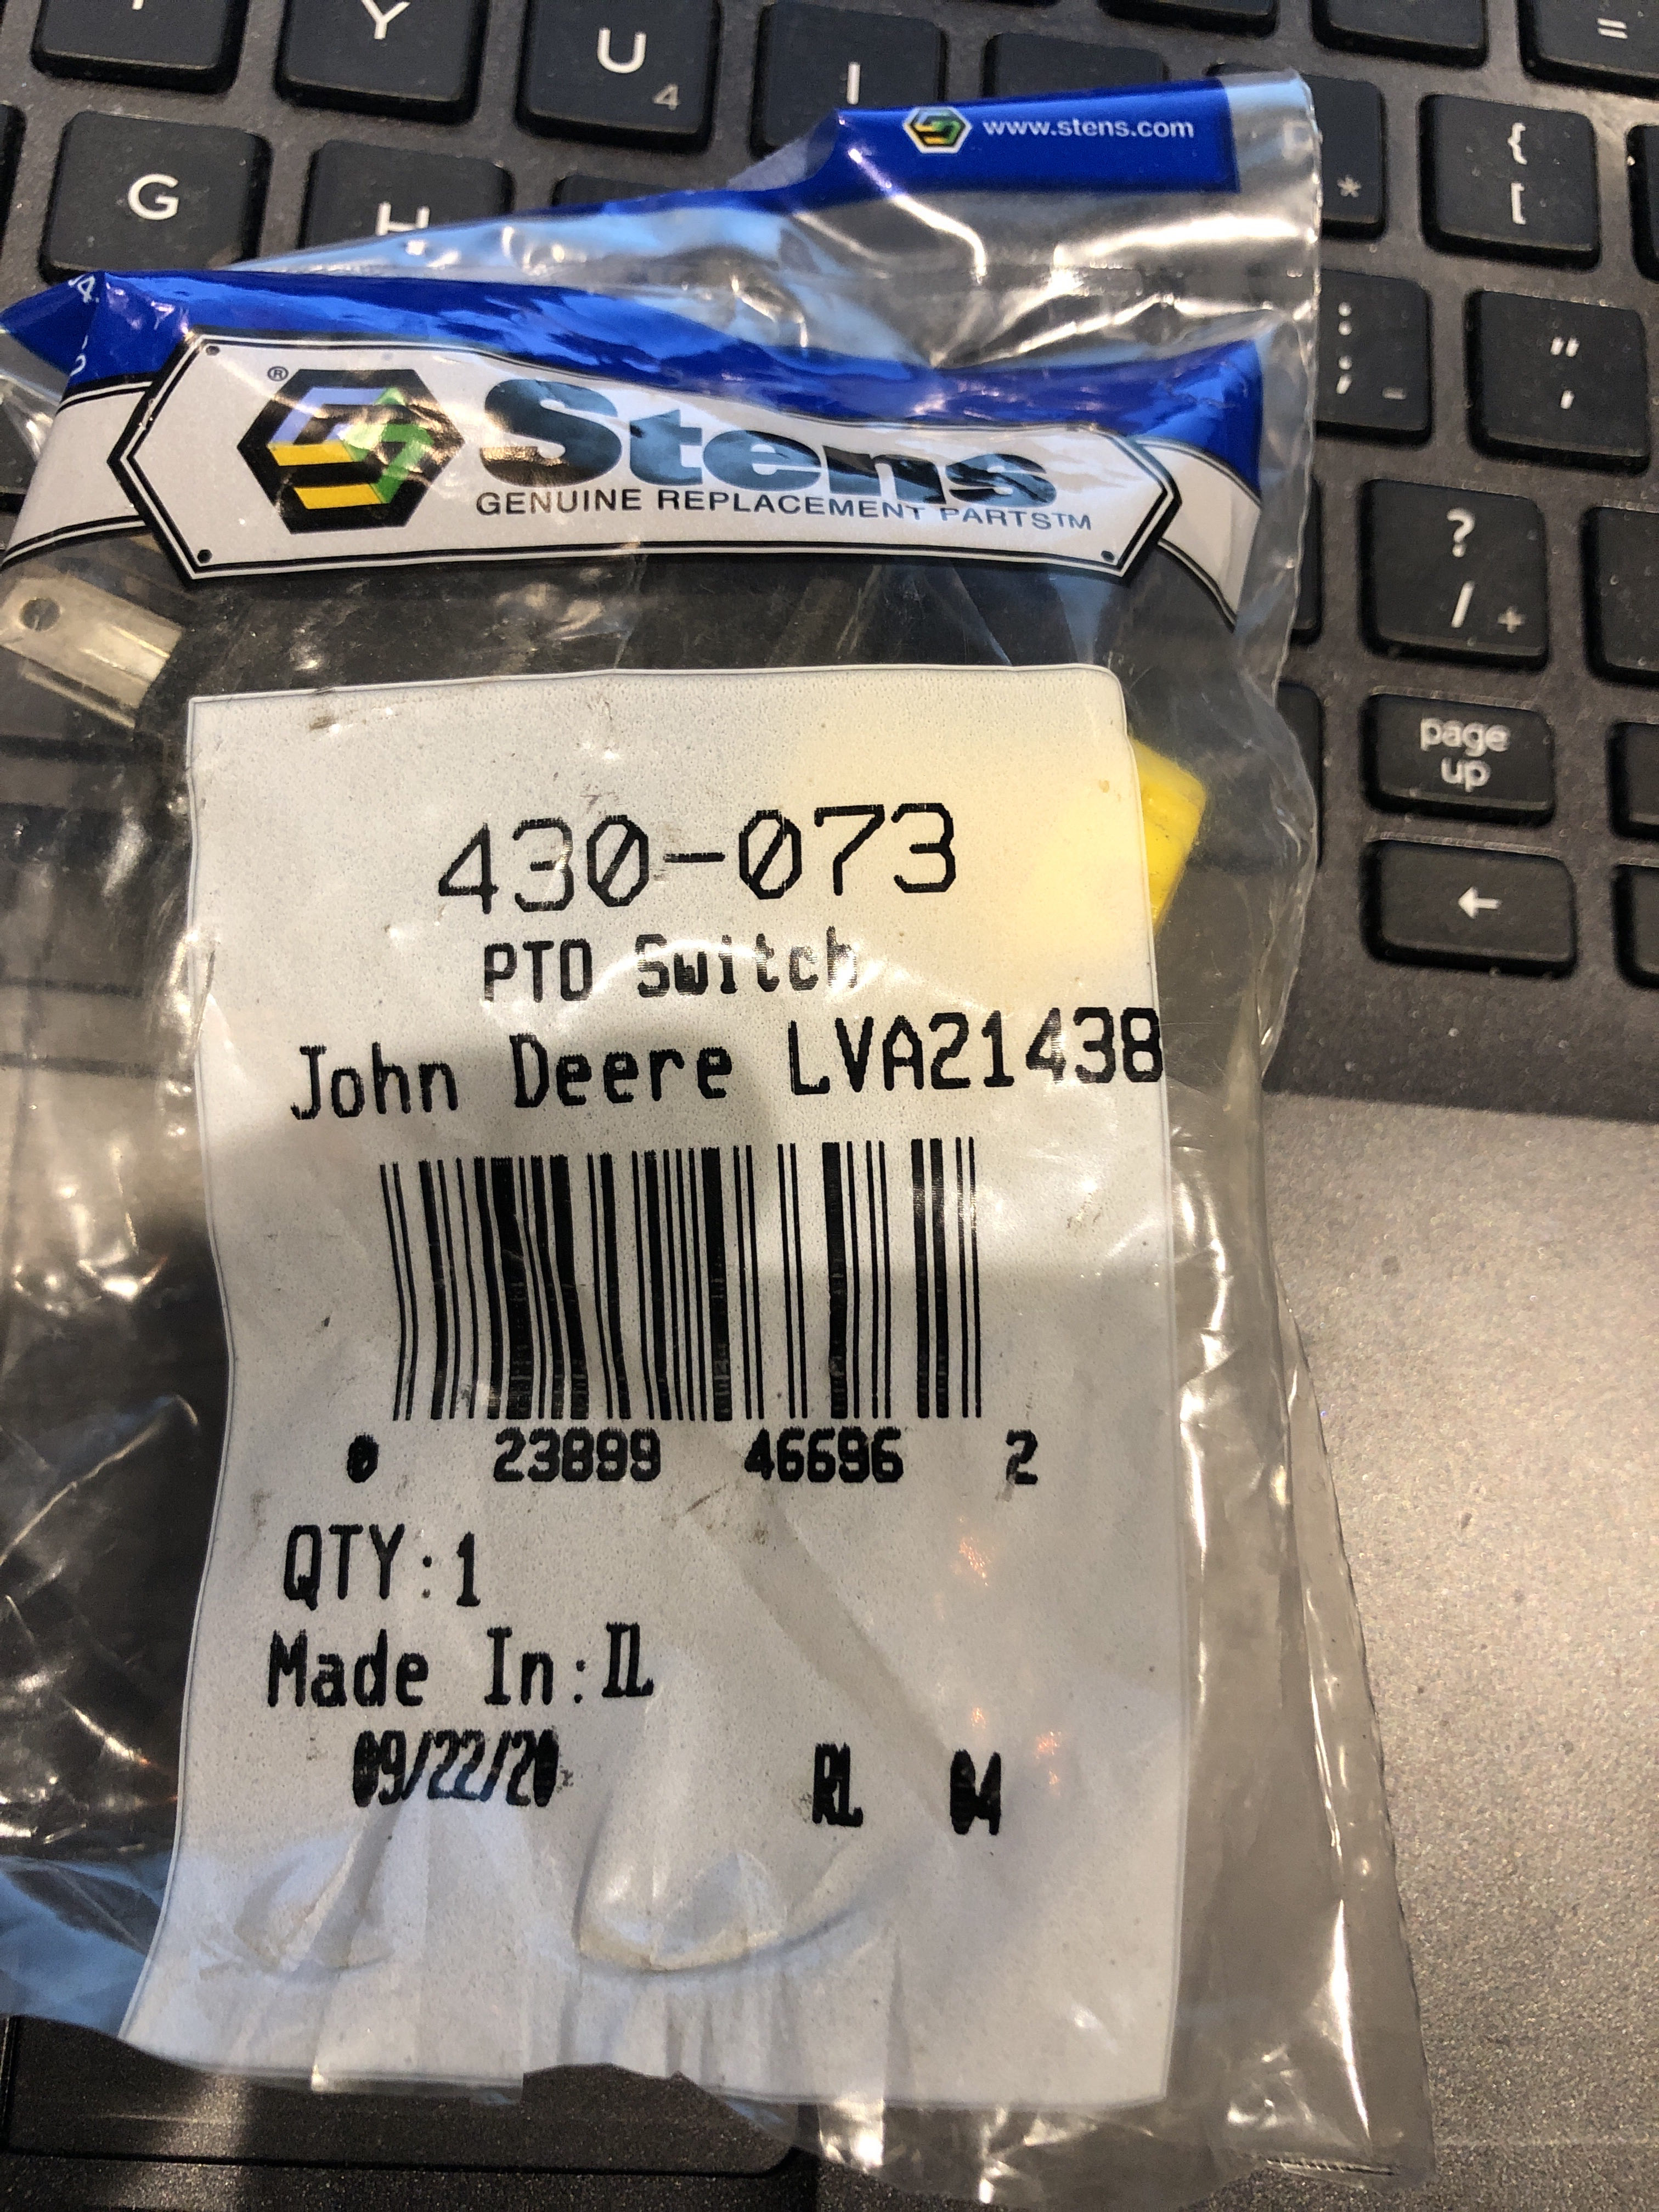 Y
U
4
I
=
G
H
www.stens.com
*
{
[
:
;
-
"
'
®
Stens
GENUINE REPLACEMENT PARTS™
?
/
+
page
up
←
430-073
PTO Switch
John Deere LVA21438
0 23899 46696 2
QTY:1
Made In:IL
09/22/20 RL 04